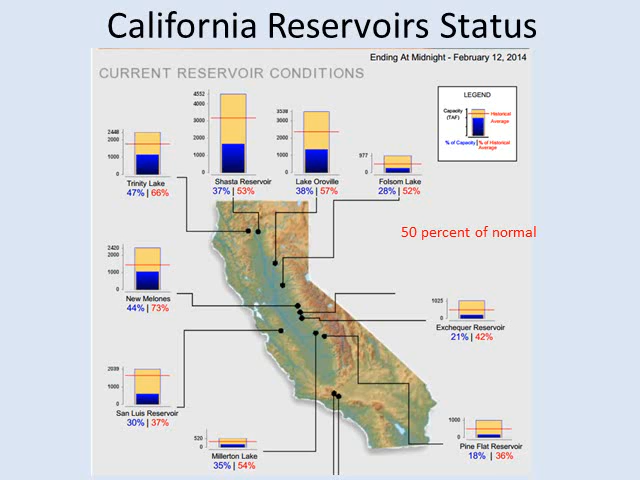 California Reservoirs Status
Ending At Midnight - February 12, 2014
CURRENT RESERVOIR CONDITIONS
LEGEND
Capacity
(TAF)
Historical
Average
% of Capacity | % of Historical
Average
2448
2000
1000
0
Trinity Lake
47% | 66%
4552
4000
3000
2000
1000
0
Shasta Reservoir
37% | 53%
3538
3000
2000
1000
0
Lake Oroville
38% | 57%
977
0
Folsom Lake
28% | 52%
50 percent of normal
2420
2000
1000
0
New Melones
44% | 73%
1025
0
Exchequer Reservoir
21% | 42%
2039
1000
0
San Luis Reservoir
30% | 37%
520
0
Millerton Lake
35% | 54%
1000
0
Pine Flat Reservoir
18% | 36%